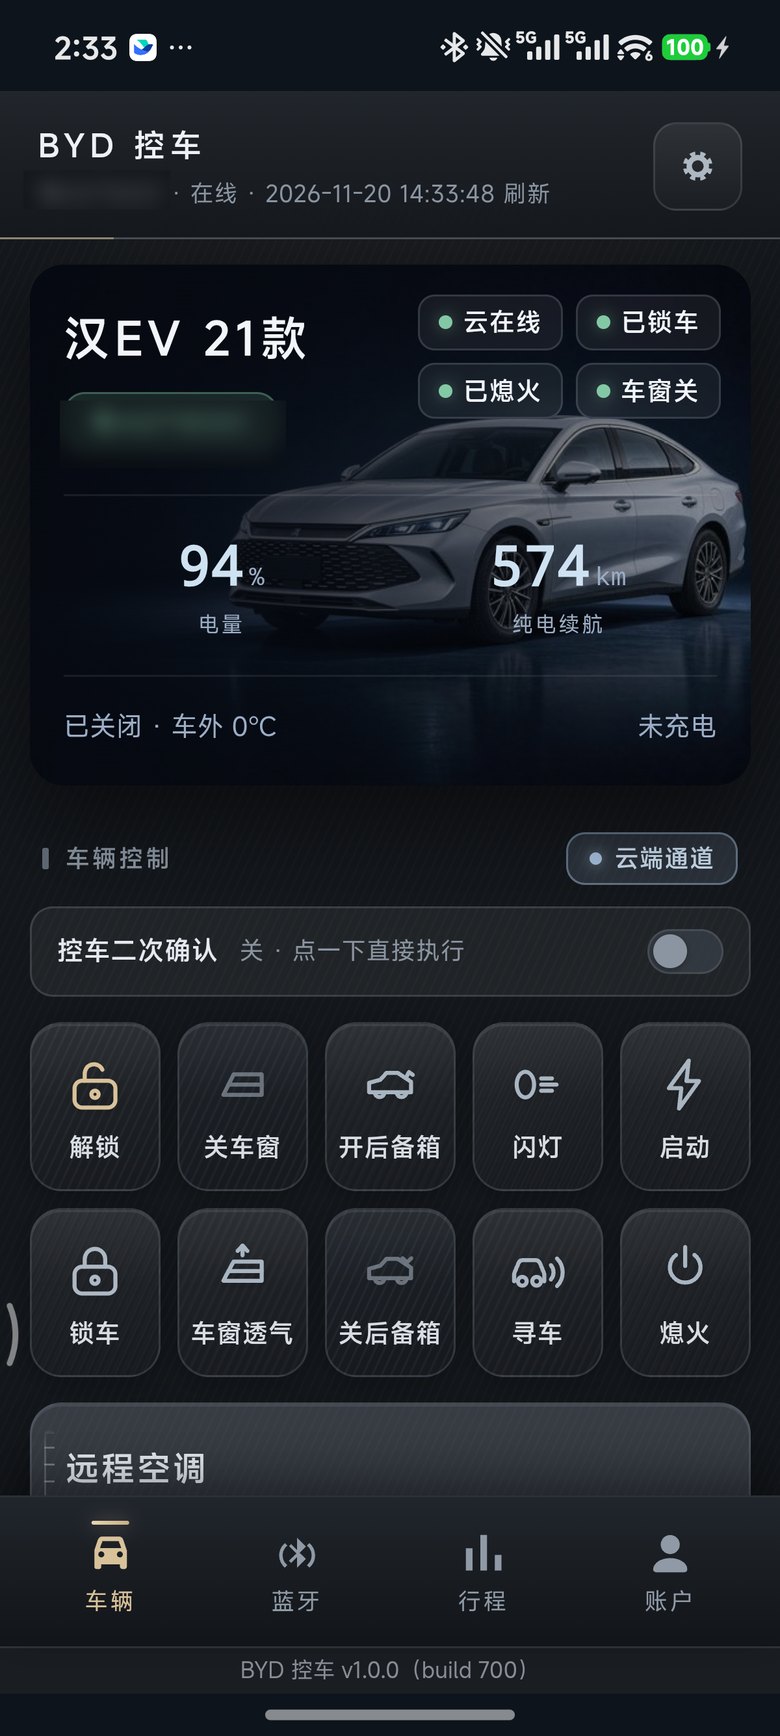 2:33 ··· 5G 5G 6 100
BYD 控车
· 在线 · 2026-11-20 14:33:48 刷新
汉EV 21款
云在线 已锁车
已熄火 车窗关
94% 574km
电量 纯电续航
已关闭 · 车外 0℃ 未充电
车辆控制 云端通道
控车二次确认 关 · 点一下直接执行
解锁 关车窗 开后备箱 闪灯 启动
锁车 车窗透气 关后备箱 寻车 熄火
远程空调
车辆 蓝牙 行程 账户
BYD 控车 v1.0.0（build 700）